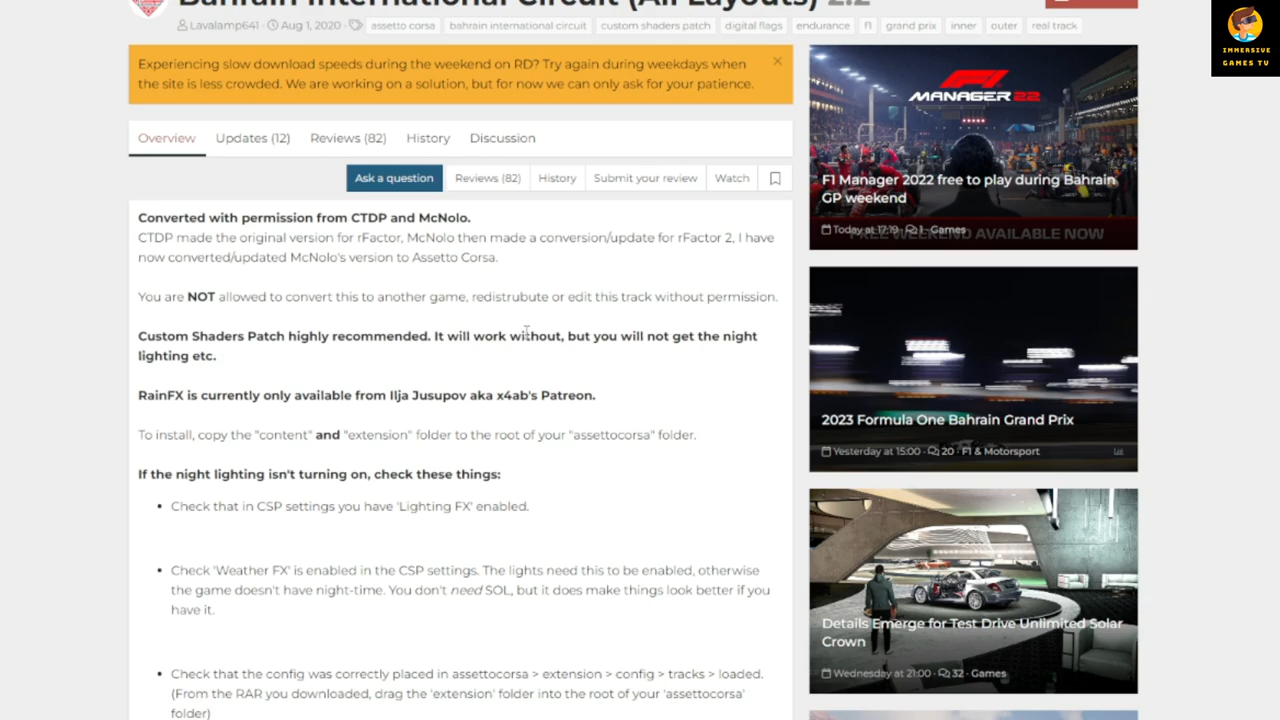 Bahrain International Circuit (All Layouts) 2.2
Lavalamp641 · Aug 1, 2020 · assetto corsa bahrain international circuit custom shaders patch digital flags endurance f1 grand prix inner outer real track
Experiencing slow download speeds during the weekend on RD? Try again during weekdays when
the site is less crowded. We are working on a solution, but for now we can only ask for your patience.
Overview Updates (12) Reviews (82) History Discussion
Ask a question Reviews (82) History Submit your review Watch
Converted with permission from CTDP and McNolo.
CTDP made the original version for rFactor, McNolo then made a conversion/update for rFactor 2, I have
now converted/updated McNolo's version to Assetto Corsa.
You are NOT allowed to convert this to another game, redistrubute or edit this track without permission.
Custom Shaders Patch highly recommended. It will work without, but you will not get the night
lighting etc.
RainFX is currently only available from Ilja Jusupov aka x4ab's Patreon.
To install, copy the "content" and "extension" folder to the root of your "assettocorsa" folder.
If the night lighting isn't turning on, check these things:
• Check that in CSP settings you have 'Lighting FX' enabled.
• Check 'Weather FX' is enabled in the CSP settings. The lights need this to be enabled, otherwise
the game doesn't have night-time. You don't need SOL, but it does make things look better if you
have it.
• Check that the config was correctly placed in assettocorsa > extension > config > tracks > loaded.
(From the RAR you downloaded, drag the 'extension' folder into the root of your 'assettocorsa'
folder)
F1
MANAGER 22
F1 Manager 2022 free to play during Bahrain
GP weekend
Today at 17:19 · 1 · Games
FREE WEEKEND AVAILABLE NOW
2023 Formula One Bahrain Grand Prix
Yesterday at 15:00 · 20 · F1 & Motorsport
Details Emerge for Test Drive Unlimited Solar
Crown
Wednesday at 21:00 · 32 · Games
IMMERSIVE
GAMES TV